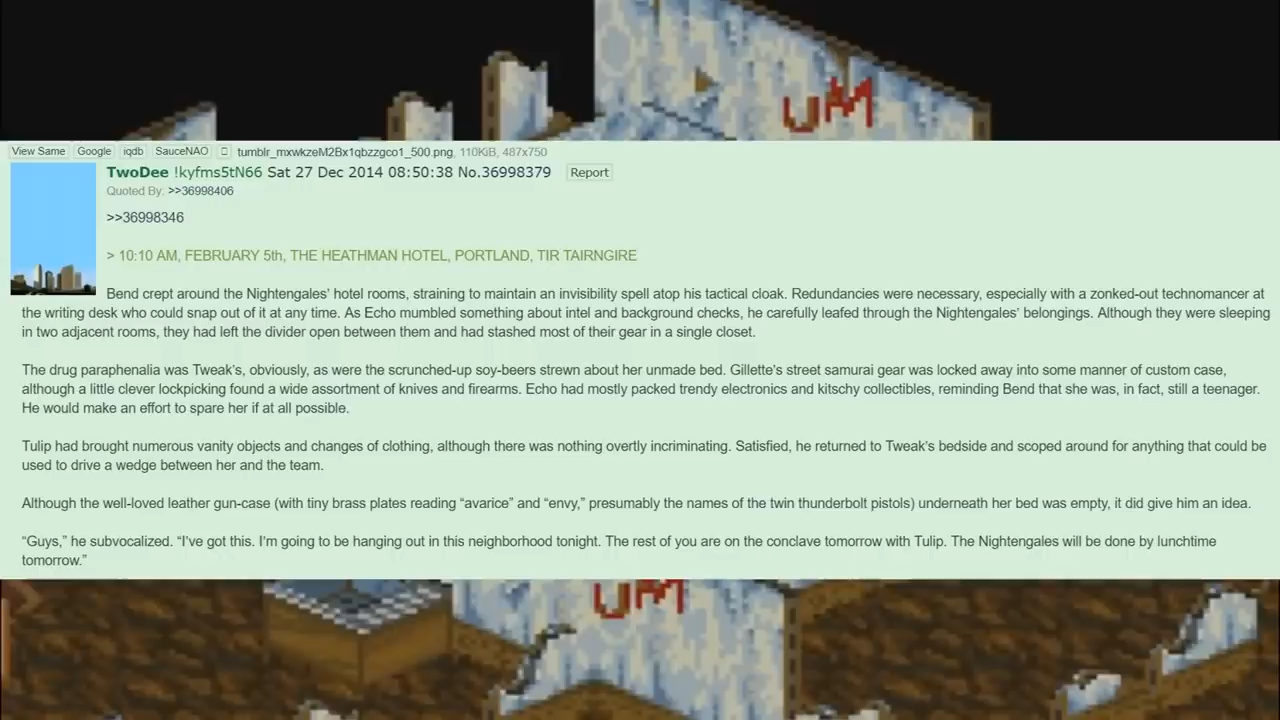 UM
View Same Google iqdb SauceNAO tumblr_mxwkzeM2Bx1qbzzgco1_500.png, 110KiB, 487x750
TwoDee !kyfms5tN66 Sat 27 Dec 2014 08:50:38 No.36998379 Report
Quoted By: >>36998406
>>36998346
> 10:10 AM, FEBRUARY 5th, THE HEATHMAN HOTEL, PORTLAND, TIR TAIRNGIRE
Bend crept around the Nightengales’ hotel rooms, straining to maintain an invisibility spell atop his tactical cloak. Redundancies were necessary, especially with a zonked-out technomancer at
the writing desk who could snap out of it at any time. As Echo mumbled something about intel and background checks, he carefully leafed through the Nightengales’ belongings. Although they were sleeping
in two adjacent rooms, they had left the divider open between them and had stashed most of their gear in a single closet.
The drug paraphenalia was Tweak’s, obviously, as were the scrunched-up soy-beers strewn about her unmade bed. Gillette’s street samurai gear was locked away into some manner of custom case,
although a little clever lockpicking found a wide assortment of knives and firearms. Echo had mostly packed trendy electronics and kitschy collectibles, reminding Bend that she was, in fact, still a teenager.
He would make an effort to spare her if at all possible.
Tulip had brought numerous vanity objects and changes of clothing, although there was nothing overtly incriminating. Satisfied, he returned to Tweak’s bedside and scoped around for anything that could be
used to drive a wedge between her and the team.
Although the well-loved leather gun-case (with tiny brass plates reading “avarice” and “envy,” presumably the names of the twin thunderbolt pistols) underneath her bed was empty, it did give him an idea.
“Guys,” he subvocalized. “I’ve got this. I’m going to be hanging out in this neighborhood tonight. The rest of you are on the conclave tomorrow with Tulip. The Nightengales will be done by lunchtime
tomorrow.”
UM